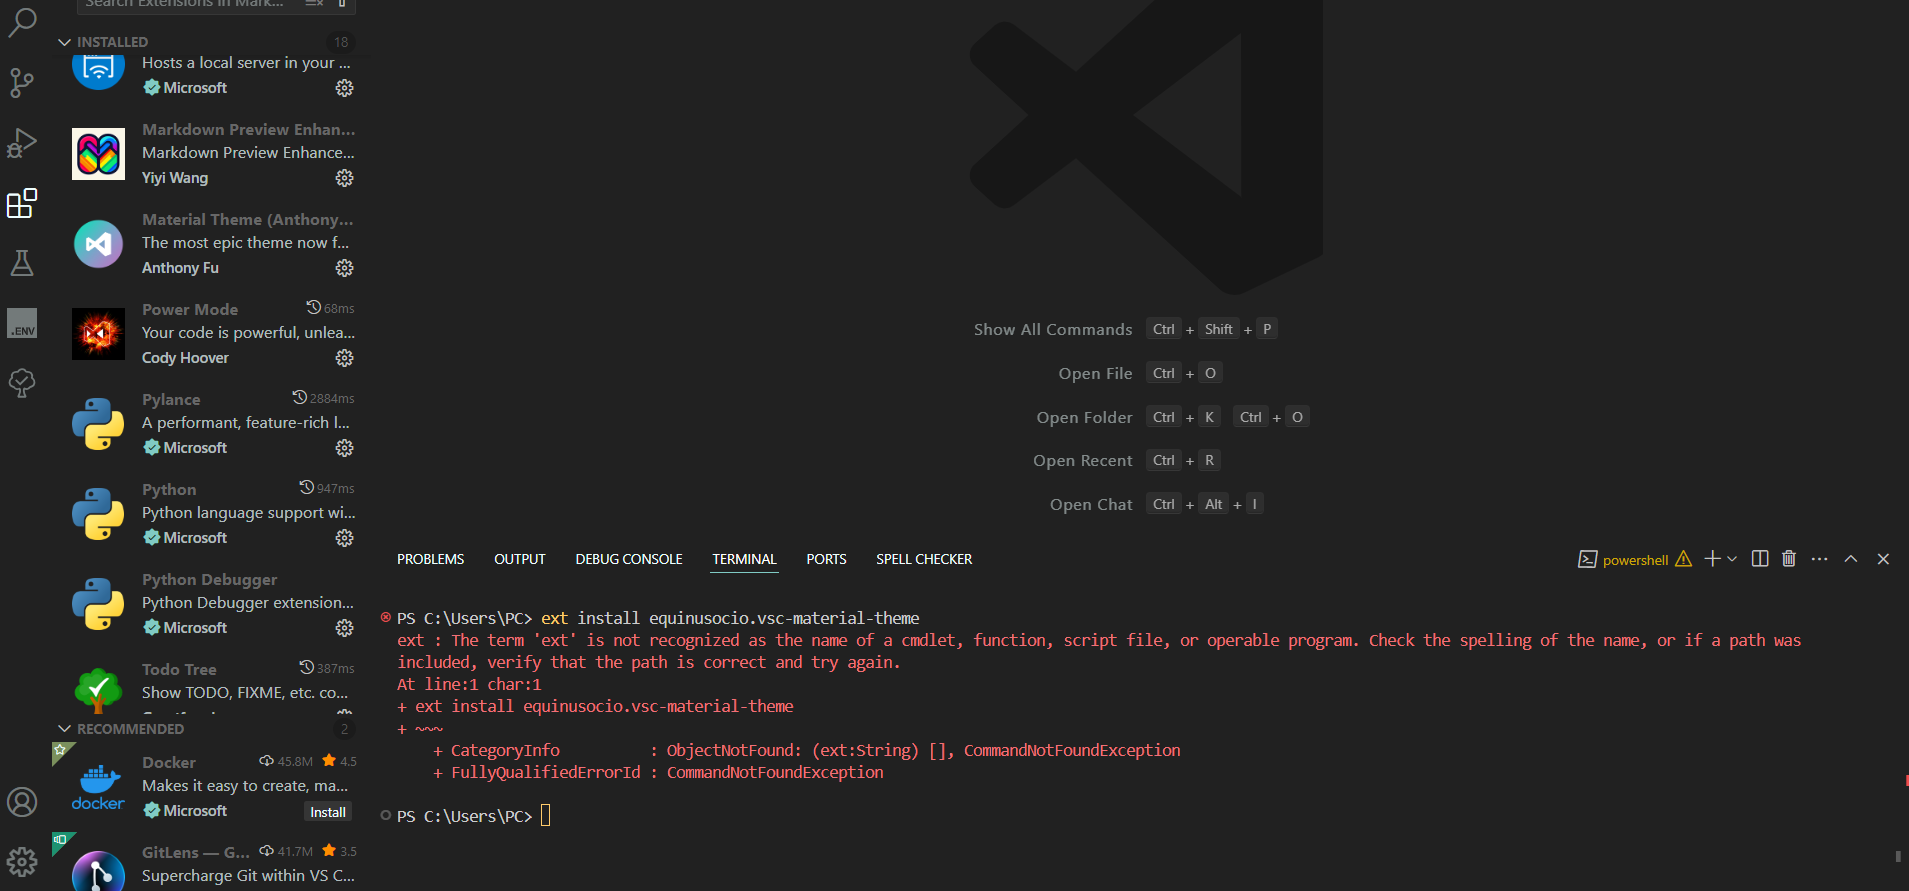 Search Extensions in Mark...
INSTALLED 18
Hosts a local server in your ...
Microsoft
Markdown Preview Enhan...
Markdown Preview Enhance...
Yiyi Wang
Material Theme (Anthony...
The most epic theme now f...
Anthony Fu
Power Mode 68ms
Your code is powerful, unlea...
Cody Hoover
Pylance 2884ms
A performant, feature-rich l...
Microsoft
Python 947ms
Python language support wi...
Microsoft
Python Debugger
Python Debugger extension...
Microsoft
Todo Tree 387ms
Show TODO, FIXME, etc. co...
RECOMMENDED 2
Docker 45.8M 4.5
Makes it easy to create, ma...
Microsoft Install
docker
GitLens — G... 41.7M 3.5
Supercharge Git within VS C...
.ENV
Show All Commands Ctrl + Shift + P
Open File Ctrl + O
Open Folder Ctrl + K Ctrl + O
Open Recent Ctrl + R
Open Chat Ctrl + Alt + I
PROBLEMS OUTPUT DEBUG CONSOLE TERMINAL PORTS SPELL CHECKER
powershell
PS C:\Users\PC> ext install equinusocio.vsc-material-theme
ext : The term 'ext' is not recognized as the name of a cmdlet, function, script file, or operable program. Check the spelling of the name, or if a path was
included, verify that the path is correct and try again.
At line:1 char:1
+ ext install equinusocio.vsc-material-theme
+ ~~~
    + CategoryInfo          : ObjectNotFound: (ext:String) [], CommandNotFoundException
    + FullyQualifiedErrorId : CommandNotFoundException
PS C:\Users\PC>